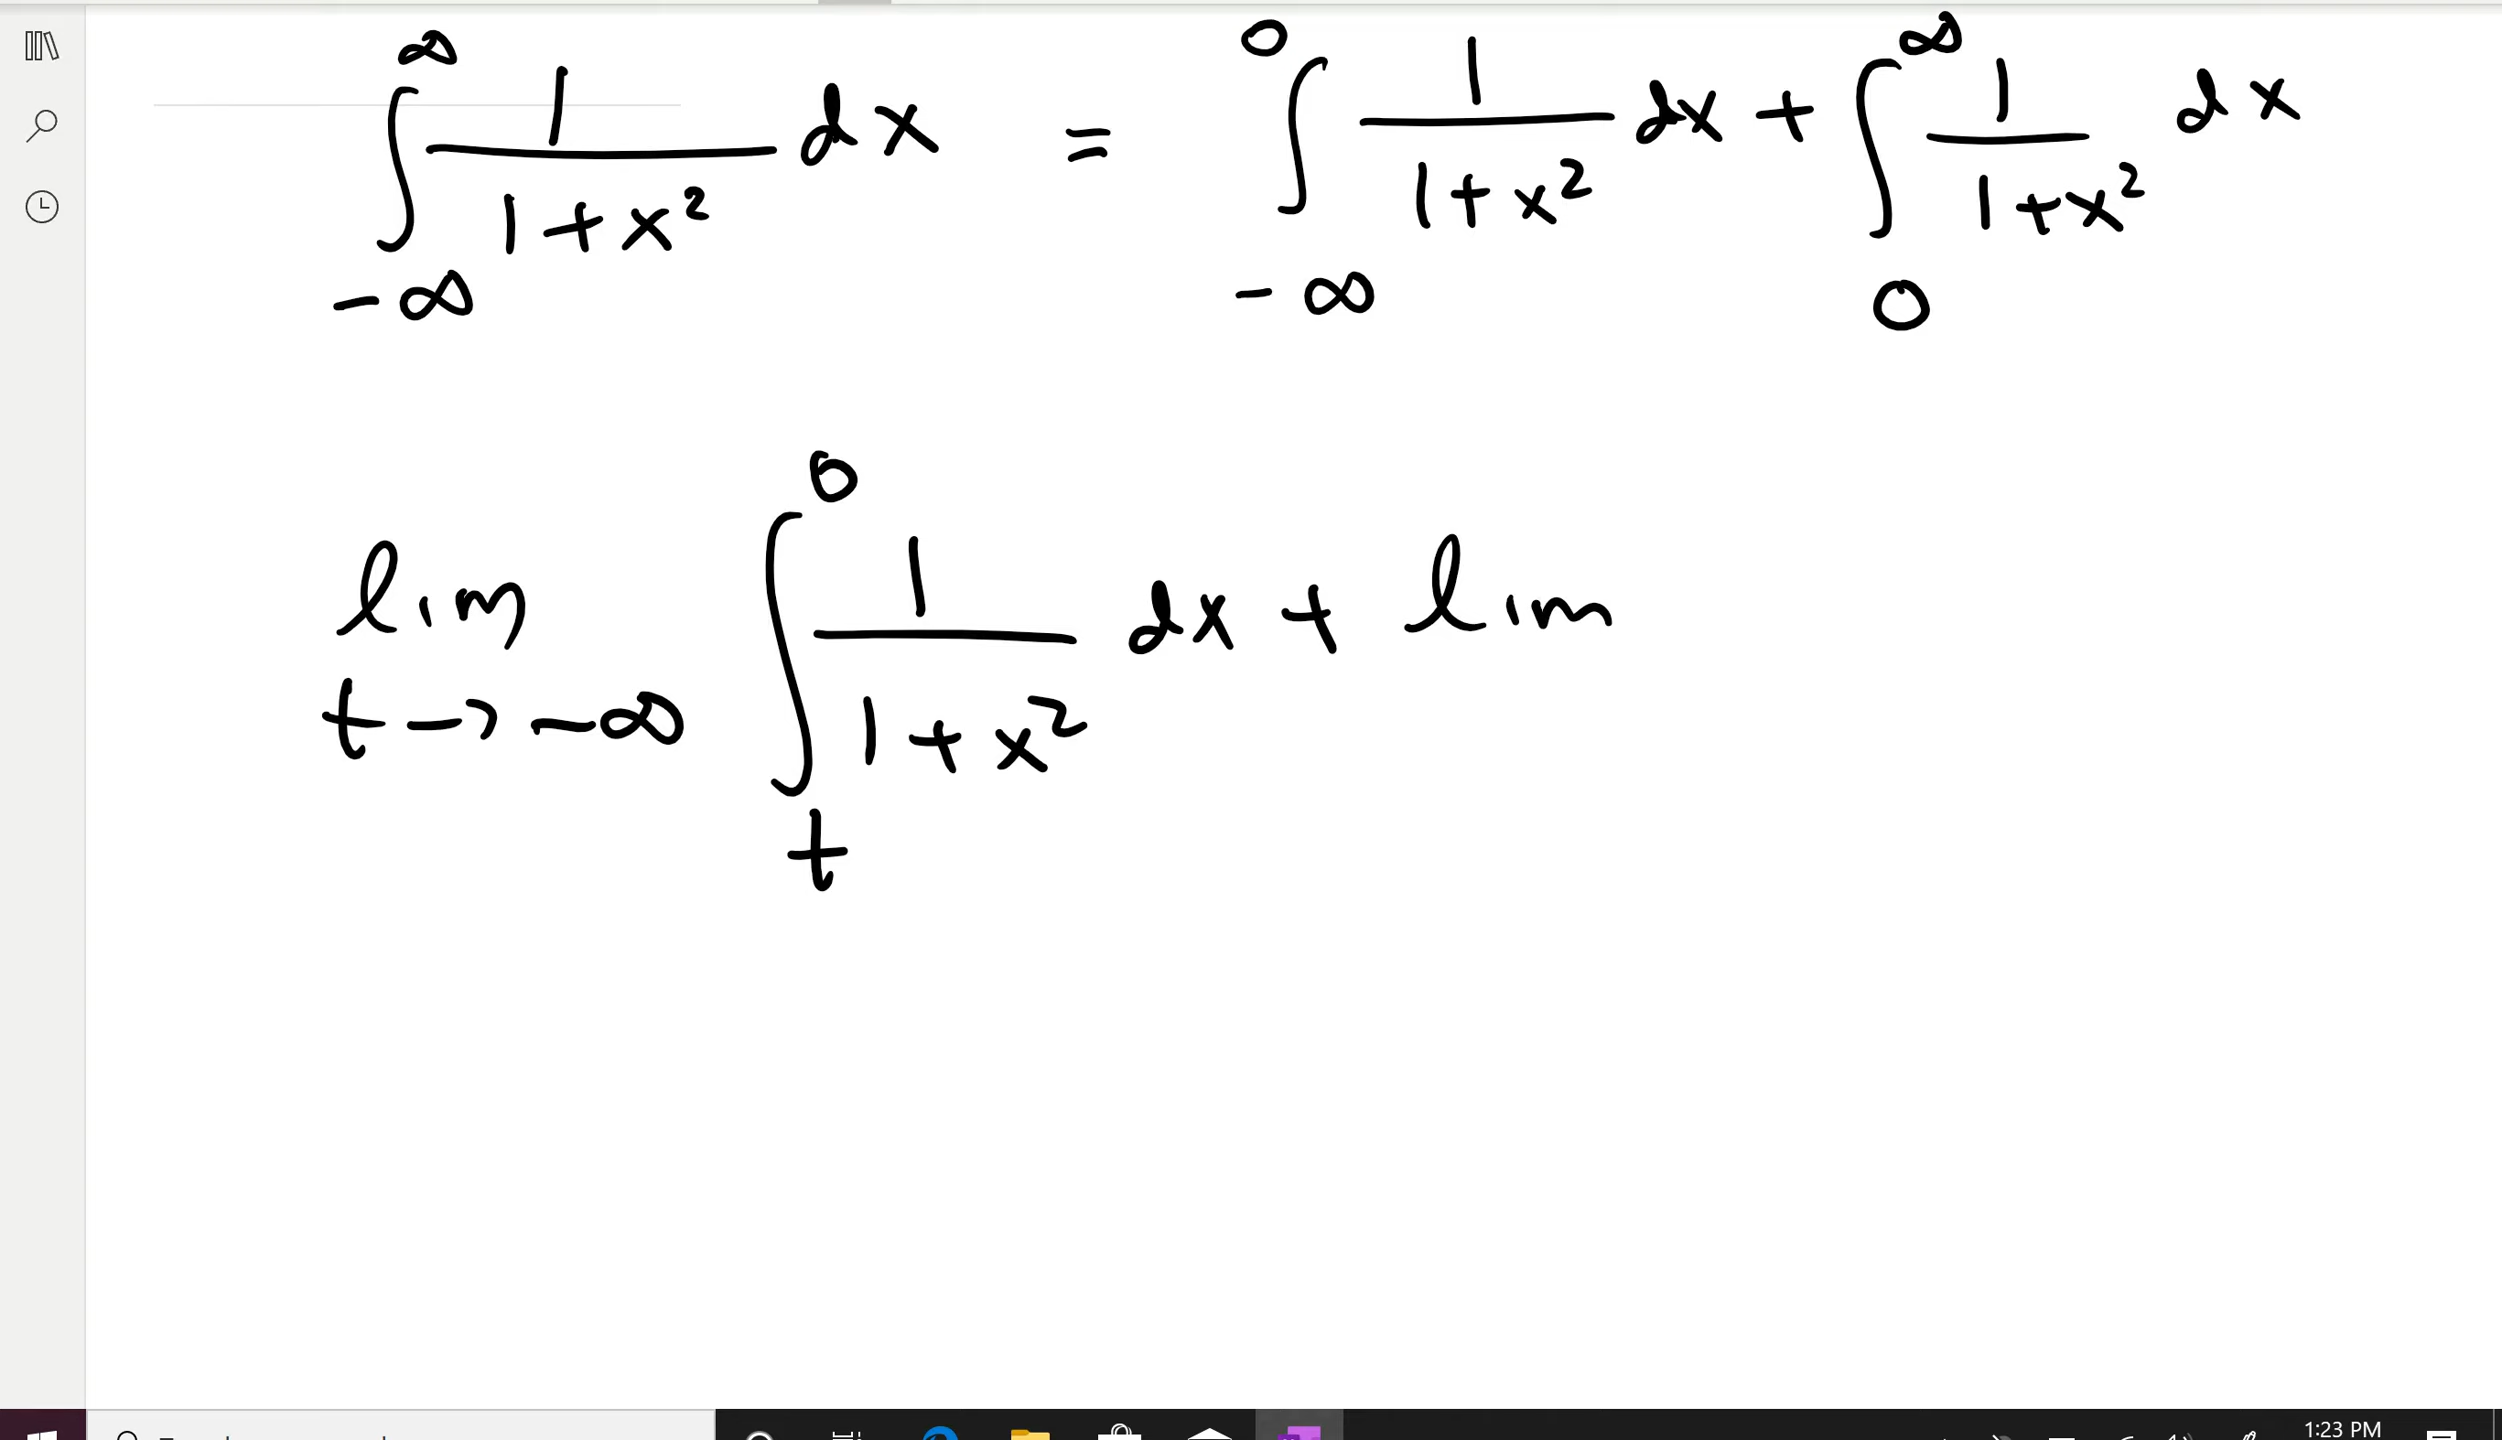 ∫_{-∞}^{∞} 1/(1+x²) dx = ∫_{-∞}^{0} 1/(1+x²) dx + ∫_{0}^{∞} 1/(1+x²) dx
lim_{t→-∞} ∫_{t}^{0} 1/(1+x²) dx + lim
1:23 PM